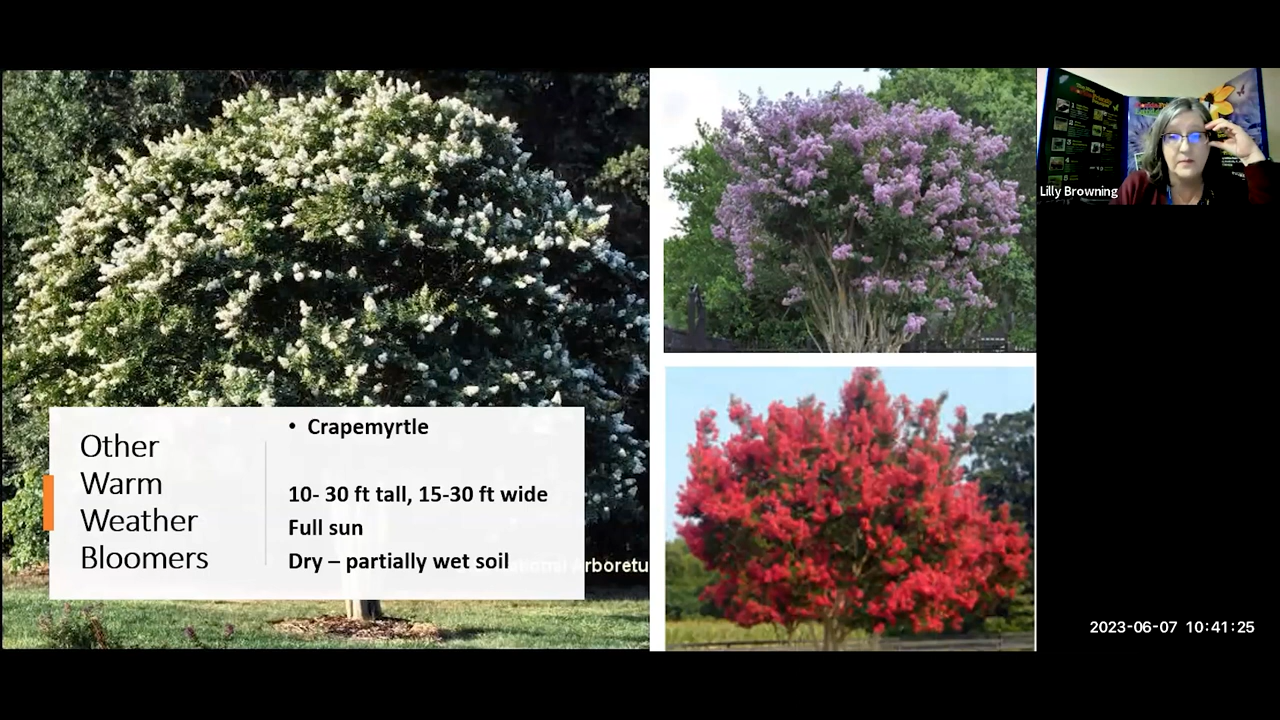 Other
Warm
Weather
Bloomers
• Crapemyrtle
10- 30 ft tall, 15-30 ft wide
Full sun
Dry – partially wet soil
Arboretu
Lilly Browning
2023-06-07 10:41:25